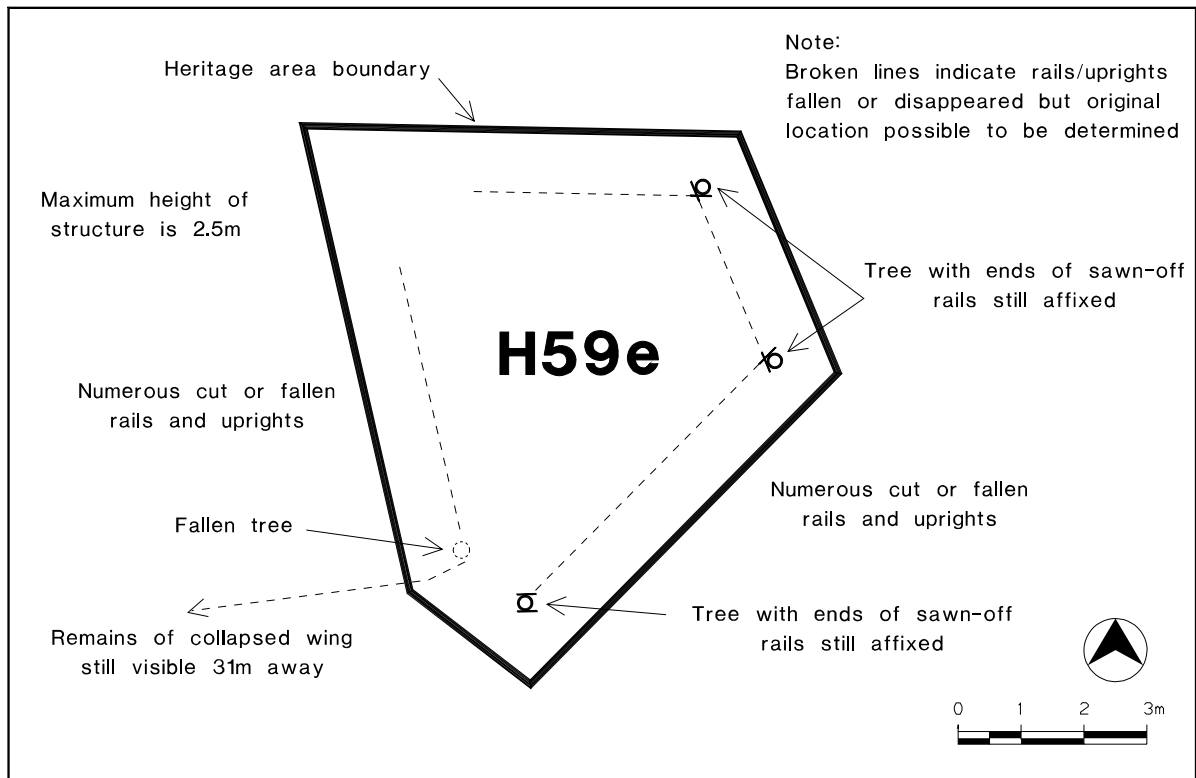 Note:
Broken lines indicate rails/uprights
fallen or disappeared but original
location possible to be determined
Heritage area boundary
Maximum height of
structure is 2.5m
Tree with ends of sawn-off
rails still affixed
H59e
Numerous cut or fallen
rails and uprights
Numerous cut or fallen
rails and uprights
Fallen tree
Remains of collapsed wing
still visible 31m away
Tree with ends of sawn-off
rails still affixed
0 1 2 3m